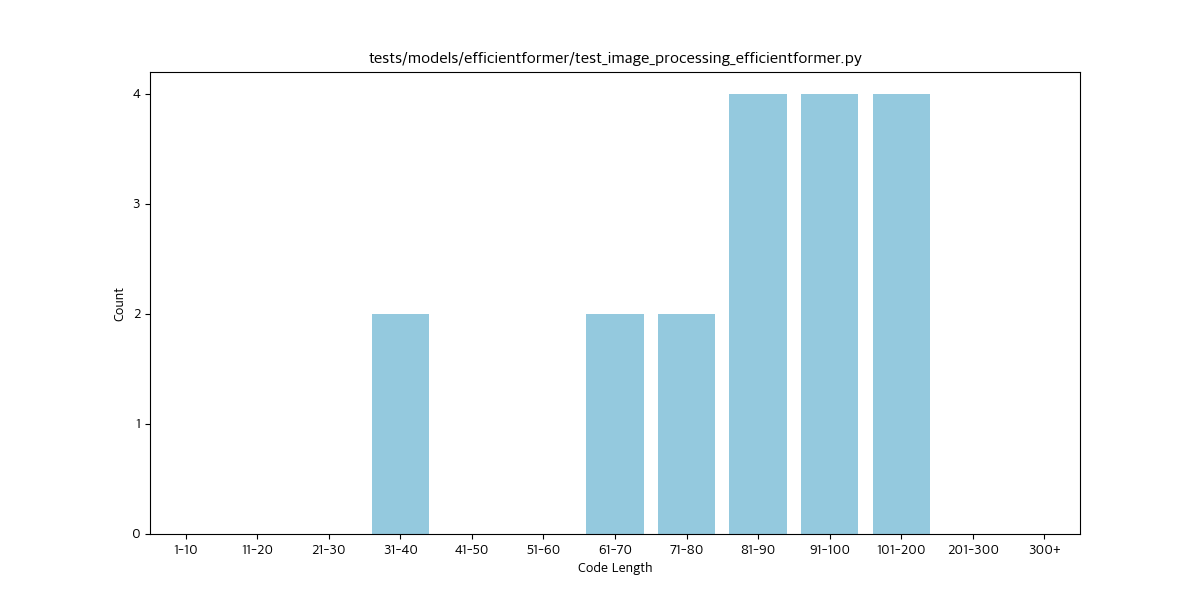 tests/models/efficientformer/test_image_processing_efficientformer.py
4
3
2
1
0
Count
1-10 11-20 21-30 31-40 41-50 51-60 61-70 71-80 81-90 91-100 101-200 201-300 300+
Code Length